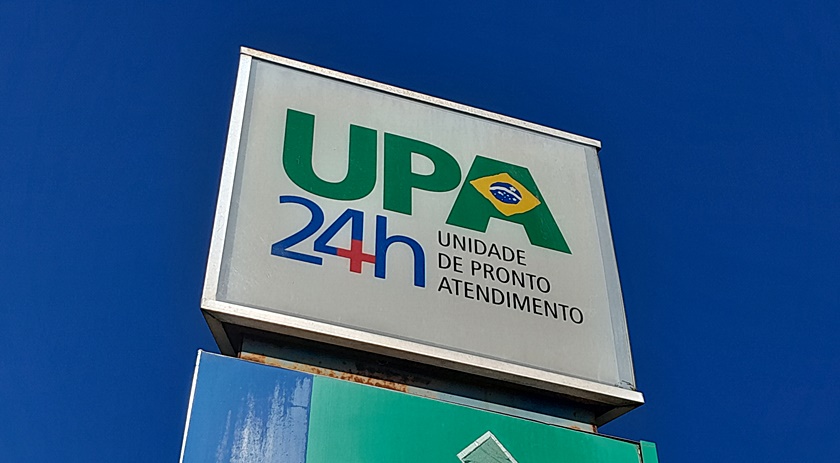 UPA
24h
UNIDADE
DE PRONTO
ATENDIMENTO